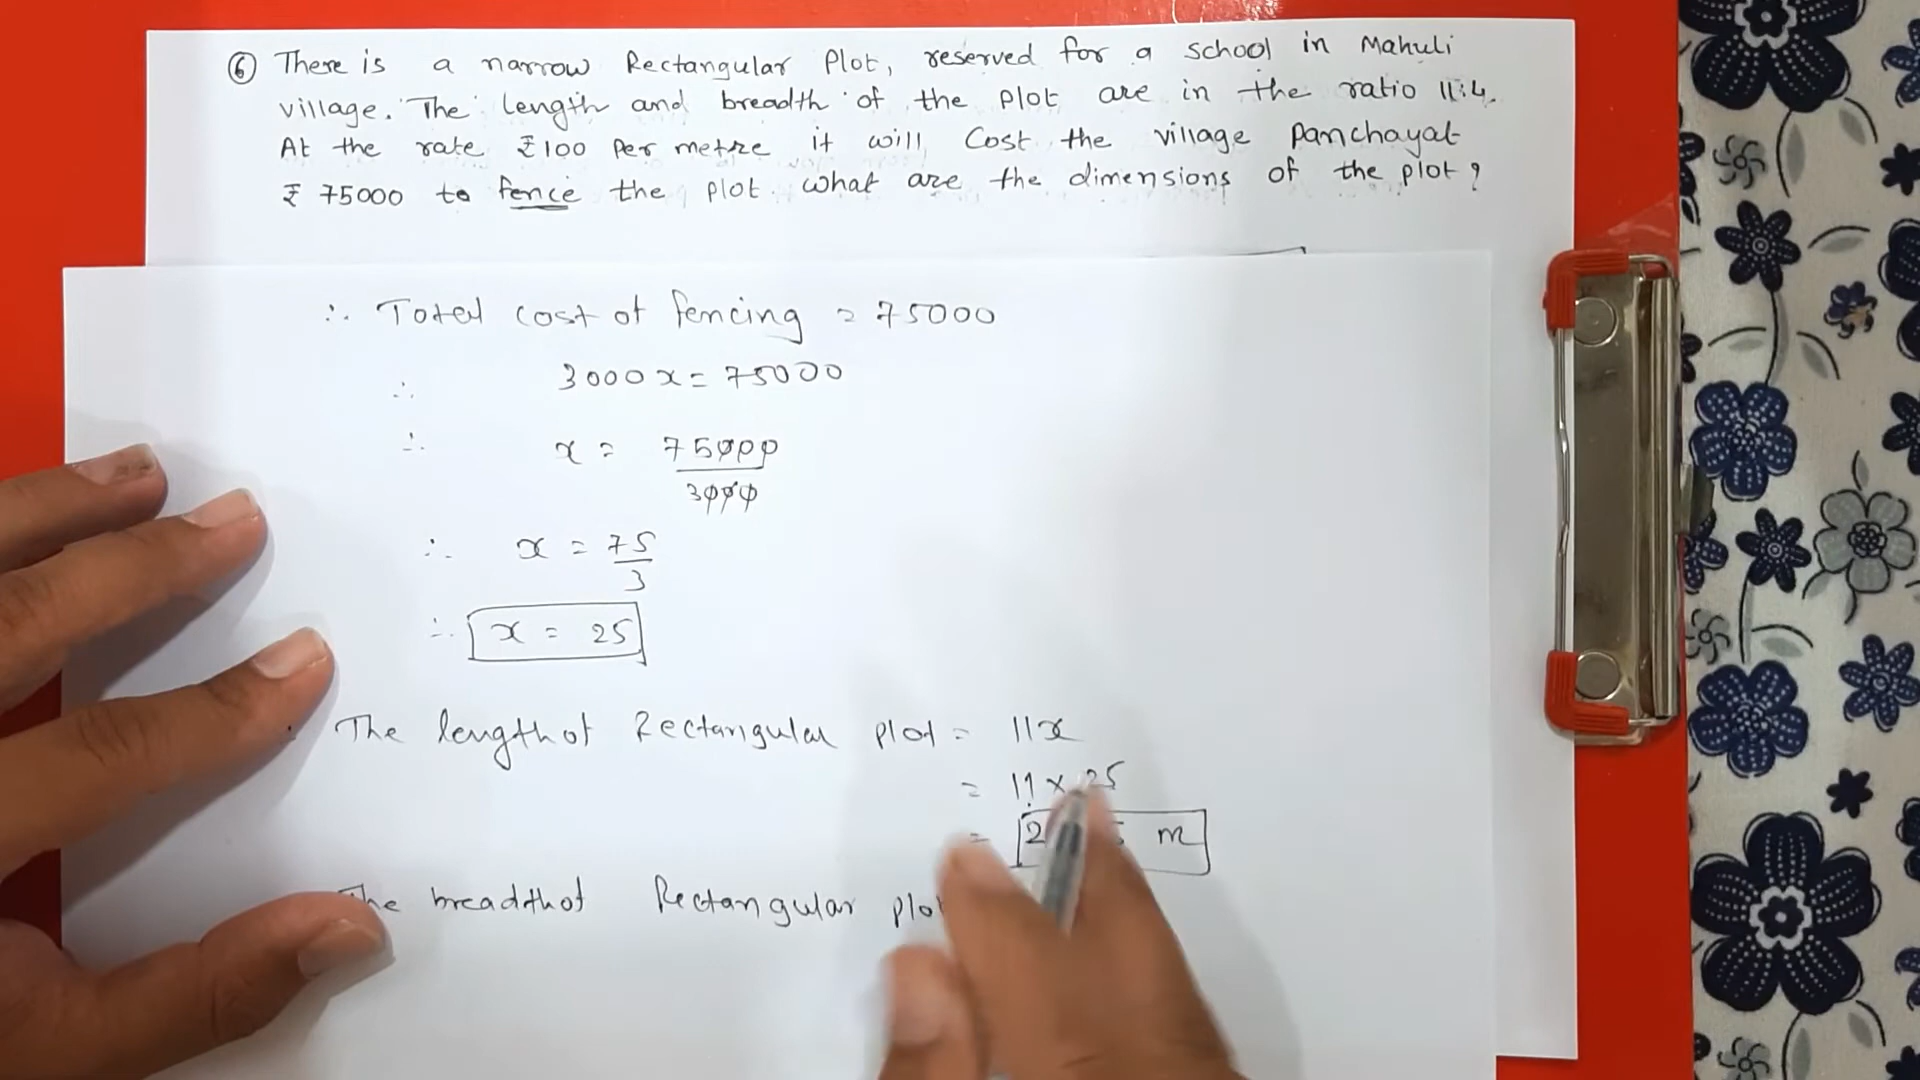 ⑥ There is a narrow Rectangular Plot, reserved for a school in Mahuli
village. The length and breadth of the plot are in the ratio 11:4.
At the rate ₹100 Per metre it will cost the village panchayat
₹ 75000 to fence the plot. what are the dimensions of the plot?
∴ Total cost of fencing = 75000
∴ 3000x = 75000
∴ x = 75000
3000
∴ x = 75
3
∴ x = 25
The length of Rectangular plot = 11x
= 11 × 25
= m
The breadth of Rectangular